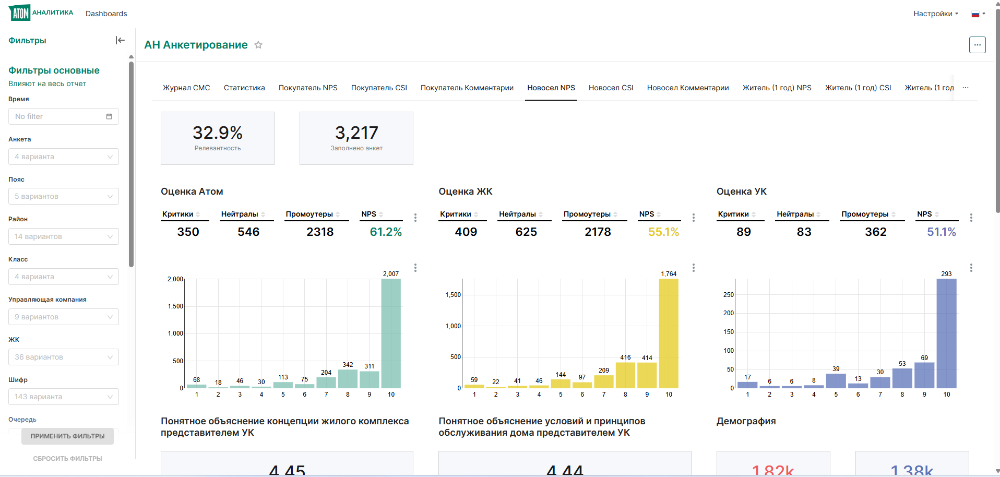 АТОМ АНАЛИТИКА
Dashboards
Настройки
Фильтры
АН Анкетирование
Фильтры основные
Влияют на весь отчет
Время
No filter
Анкета
4 варианта
Пояс
5 вариантов
Район
14 вариантов
Класс
4 варианта
Управляющая компания
9 вариантов
ЖК
36 вариантов
Шифр
143 варианта
Очередь
ПРИМЕНИТЬ ФИЛЬТРЫ
СБРОСИТЬ ФИЛЬТРЫ
Журнал СМС Статистика Покупатель NPS Покупатель CSI Покупатель Комментарии Новосел NPS Новосел CSI Новосел Комментарии Житель (1 год) NPS Житель (1 год) CSI Житель (1 год ...
32.9%
Релевантность
3,217
Заполнено анкет
Оценка Атом
Критики Нейтралы Промоутеры NPS
350 546 2318 61.2%
2,000
1,500
1,000
500
0
68 18 46 30 113 75 204 342 311 2,007
1 2 3 4 5 6 7 8 9 10
Оценка ЖК
Критики Нейтралы Промоутеры NPS
409 625 2178 55.1%
1,500
1,000
500
0
59 22 41 46 144 97 209 416 414 1,764
1 2 3 4 5 6 7 8 9 10
Оценка УК
Критики Нейтралы Промоутеры NPS
89 83 362 51.1%
250
200
150
100
50
0
17 6 6 8 39 13 30 53 69 293
1 2 3 4 5 6 7 8 9 10
Понятное объяснение концепции жилого комплекса
представителем УК
4.45
Понятное объяснение условий и принципов
обслуживания дома представителем УК
4.44
Демография
1.82k
1.38k